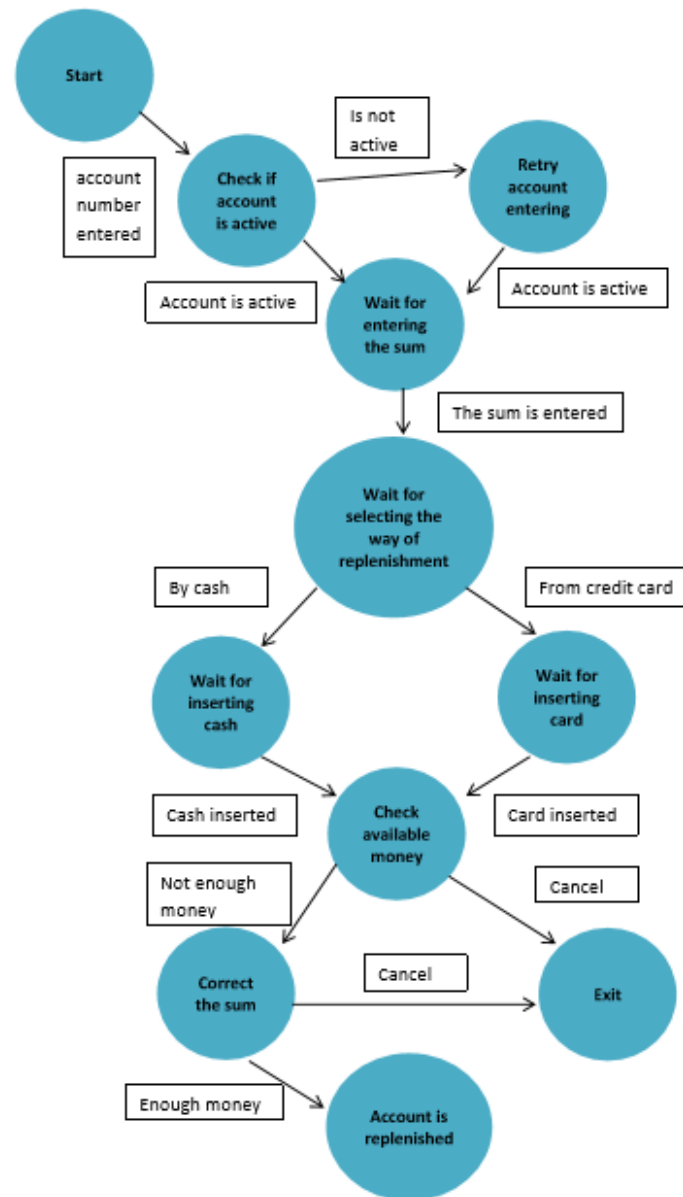 Start
Is not
active
account
number
entered
Check if
account
is active
Retry
account
entering
Account is active
Wait for
entering
the sum
Account is active
The sum is entered
Wait for
selecting the
way of
replenishment
By cash
From credit card
Wait for
inserting
cash
Wait for
inserting
card
Cash inserted
Check
available
money
Card inserted
Not enough
money
Cancel
Correct
the sum
Cancel
Exit
Enough money
Account is
replenished